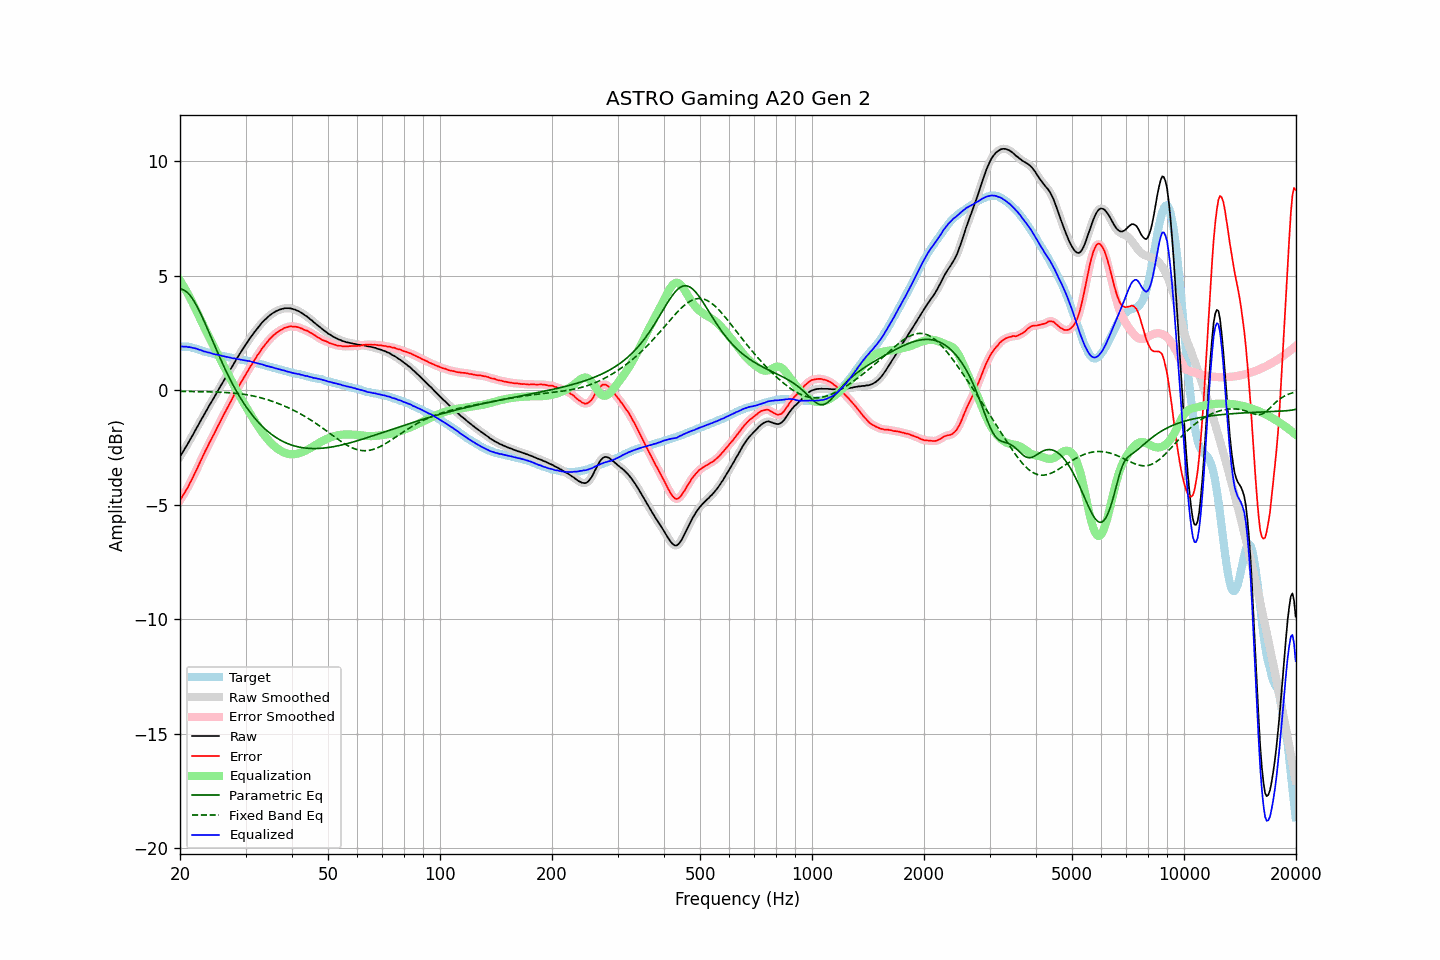 ASTRO Gaming A20 Gen 2
Amplitude (dBr)
10
5
0
−5
−10
−15
−20
Target
Raw Smoothed
Error Smoothed
Raw
Error
Equalization
Parametric Eq
Fixed Band Eq
Equalized
20 50 100 200 500 1000 2000 5000 10000 20000
Frequency (Hz)